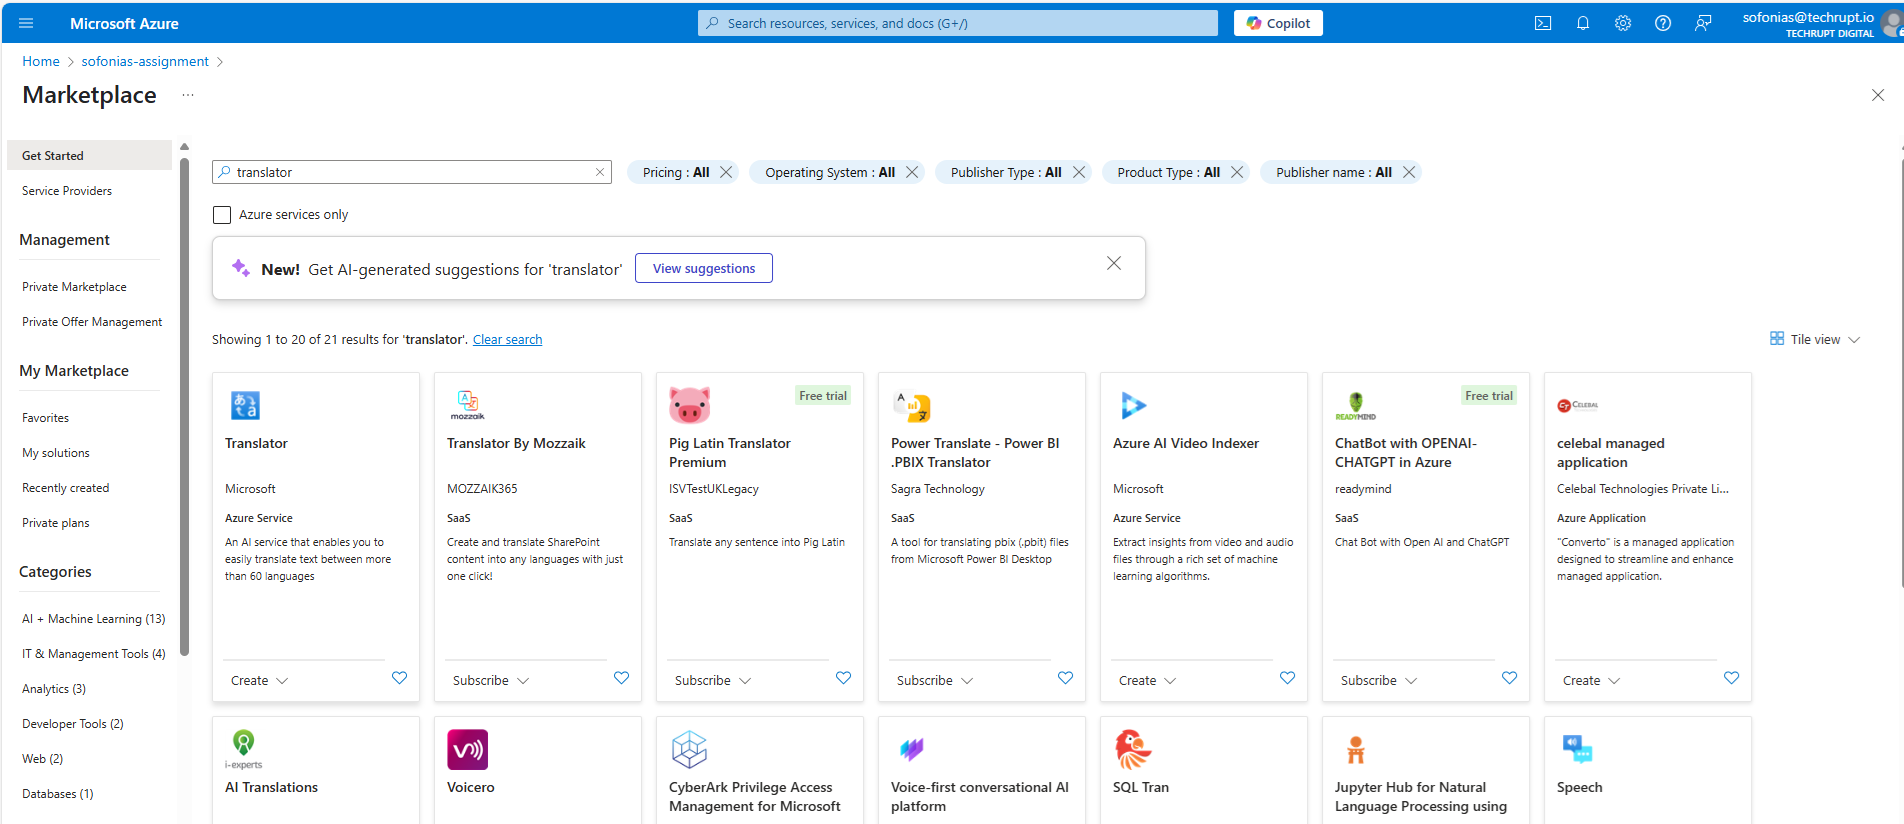 Microsoft Azure
Search resources, services, and docs (G+/)
Copilot
sofonias@techrupt.io
TECHRUPT DIGITAL
Home > sofonias-assignment >
Marketplace ...
Get Started
Service Providers
Management
Private Marketplace
Private Offer Management
My Marketplace
Favorites
My solutions
Recently created
Private plans
Categories
AI + Machine Learning (13)
IT & Management Tools (4)
Analytics (3)
Developer Tools (2)
Web (2)
Databases (1)
translator
Pricing : All
Operating System : All
Publisher Type : All
Product Type : All
Publisher name : All
Azure services only
New! Get AI-generated suggestions for 'translator'
View suggestions
Showing 1 to 20 of 21 results for 'translator'. Clear search
Tile view
あ a
Translator
Microsoft
Azure Service
An AI service that enables you to
easily translate text between more
than 60 languages
Create
mozzaik
Translator By Mozzaik
MOZZAIK365
SaaS
Create and translate SharePoint
content into any languages with just
one click!
Subscribe
Free trial
Pig Latin Translator
Premium
ISVTestUKLegacy
SaaS
Translate any sentence into Pig Latin
Subscribe
A 文
Power Translate - Power BI
.PBIX Translator
Sagra Technology
SaaS
A tool for translating pbix (.pbit) files
from Microsoft Power BI Desktop
Subscribe
Azure AI Video Indexer
Microsoft
Azure Service
Extract insights from video and audio
files through a rich set of machine
learning algorithms.
Create
READYMIND
Free trial
ChatBot with OPENAI-
CHATGPT in Azure
readymind
SaaS
Chat Bot with Open AI and ChatGPT
Subscribe
CELEBAL
celebal managed
application
Celebal Technologies Private Li...
Azure Application
"Converto" is a managed application
designed to streamline and enhance
managed application.
Create
i-experts
AI Translations
Voicero
CyberArk Privilege Access
Management for Microsoft
Voice-first conversational AI
platform
SQL Tran
Jupyter Hub for Natural
Language Processing using
Speech